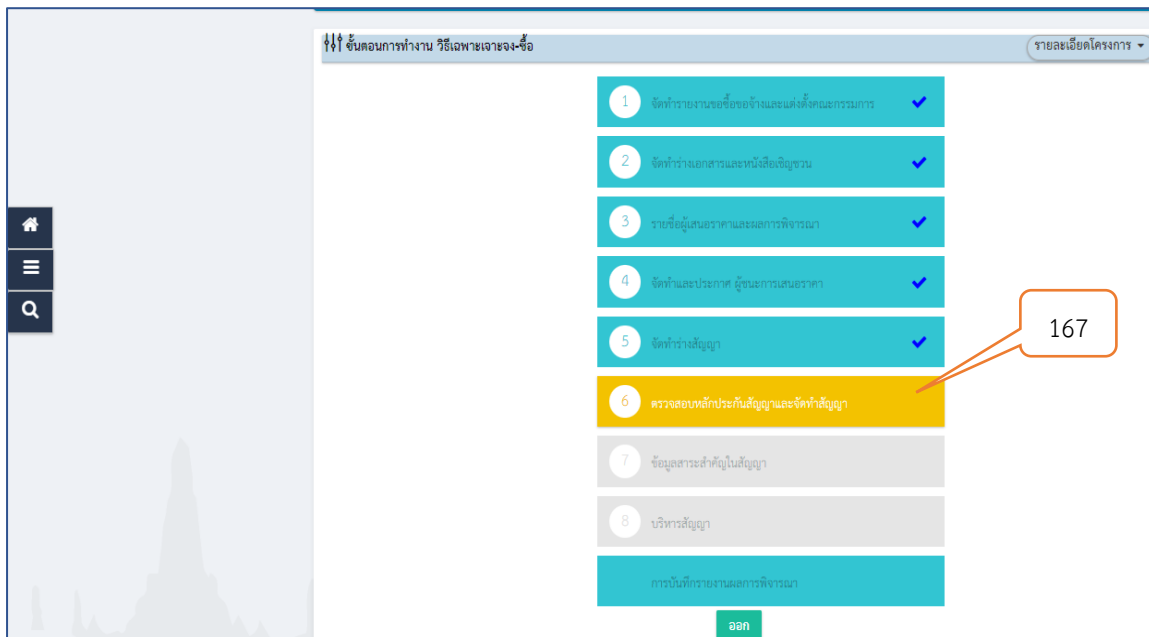 ขั้นตอนการทำงาน วิธีเฉพาะเจาะจง-ซื้อ
รายละเอียดโครงการ
1 จัดทำรายงานขอซื้อขอจ้างและแต่งตั้งคณะกรรมการ
2 จัดทำร่างเอกสารและหนังสือเชิญชวน
3 รายชื่อผู้เสนอราคาและผลการพิจารณา
4 จัดทำและประกาศ ผู้ชนะการเสนอราคา
5 จัดทำร่างสัญญา
167
6 ตรวจสอบหลักประกันสัญญาและจัดทำสัญญา
7 ข้อมูลสาระสำคัญในสัญญา
8 บริหารสัญญา
การบันทึกรายงานผลการพิจารณา
ออก